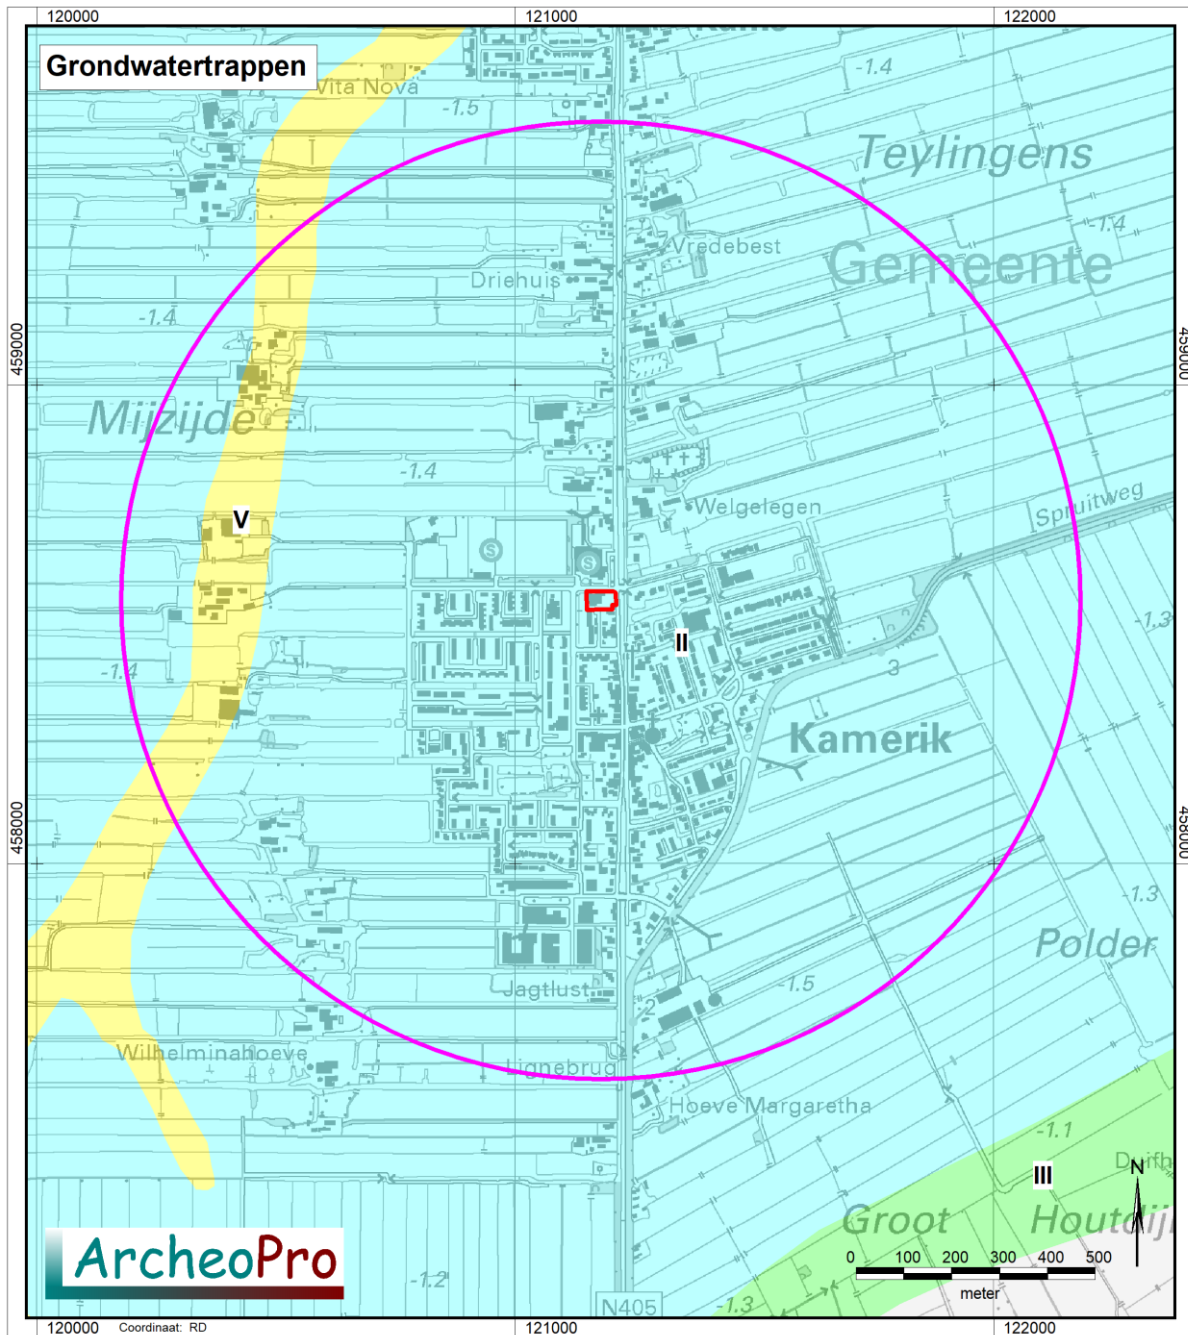 120000
121000
122000
Grondwatertrappen
Vita Nova
-1.4
-1.5
Teylingens
Vredebest
-1.4
Gemeente
Driehuis
-1.4
459000
459000
Mijzijde
-1.4
Welgelegen
Spruitweg
V
S
S
-1.3
II
-1.4
3
Kamerik
458000
458000
-1.3
Polder
Jagtlust
-1.5
2
Wilhelminahoeve
Lignebrug
Hoeve Margaretha
-1.1
III
N
Groot
Houtdij
ArcheoPro
0 100 200 300 400 500
meter
-1.2
-1.3
N405
120000
Coordinaat: RD
121000
122000